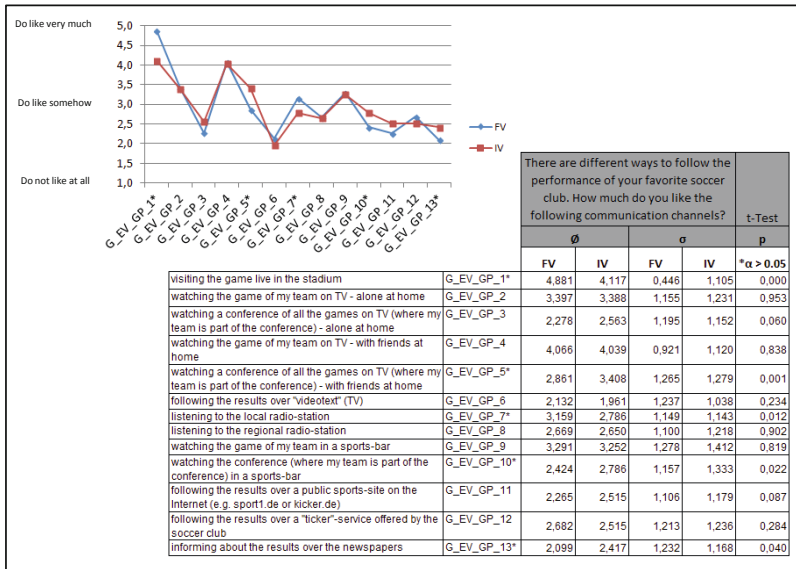 Do like very much
Do like somehow
Do not like at all
5,0
4,5
4,0
3,5
3,0
2,5
2,0
1,5
1,0
G_EV_GP_1*
G_EV_GP_2
G_EV_GP_3
G_EV_GP_4
G_EV_GP_5*
G_EV_GP_6
G_EV_GP_7*
G_EV_GP_8
G_EV_GP_9
G_EV_GP_10*
G_EV_GP_11
G_EV_GP_12
G_EV_GP_13*
FV
IV
There are different ways to follow the
performance of your favorite soccer
club. How much do you like the
following communication channels? t-Test
Ø σ p
FV IV FV IV *α > 0.05
visiting the game live in the stadium G_EV_GP_1* 4,881 4,117 0,446 1,105 0,000
watching the game of my team on TV - alone at home G_EV_GP_2 3,397 3,388 1,155 1,231 0,953
watching a conference of all the games on TV (where my G_EV_GP_3
team is part of the conference) - alone at home 2,278 2,563 1,195 1,152 0,060
watching the game of my team on TV - with friends at G_EV_GP_4
home 4,066 4,039 0,921 1,120 0,838
watching a conference of all the games on TV (where my G_EV_GP_5*
team is part of the conference) - with friends at home 2,861 3,408 1,265 1,279 0,001
following the results over "videotext" (TV) G_EV_GP_6 2,132 1,961 1,237 1,038 0,234
listening to the local radio-station G_EV_GP_7* 3,159 2,786 1,149 1,143 0,012
listening to the regional radio-station G_EV_GP_8 2,669 2,650 1,100 1,218 0,902
watching the game of my team in a sports-bar G_EV_GP_9 3,291 3,252 1,278 1,412 0,819
watching the conference (where my team is part of the G_EV_GP_10*
conference) in a sports-bar 2,424 2,786 1,157 1,333 0,022
following the results over a public sports-site on the G_EV_GP_11
Internet (e.g. sport1.de or kicker.de) 2,265 2,515 1,106 1,179 0,087
following the results over a "ticker"-service offered by the G_EV_GP_12
soccer club 2,682 2,515 1,213 1,236 0,284
informing about the results over the newspapers G_EV_GP_13* 2,099 2,417 1,232 1,168 0,040